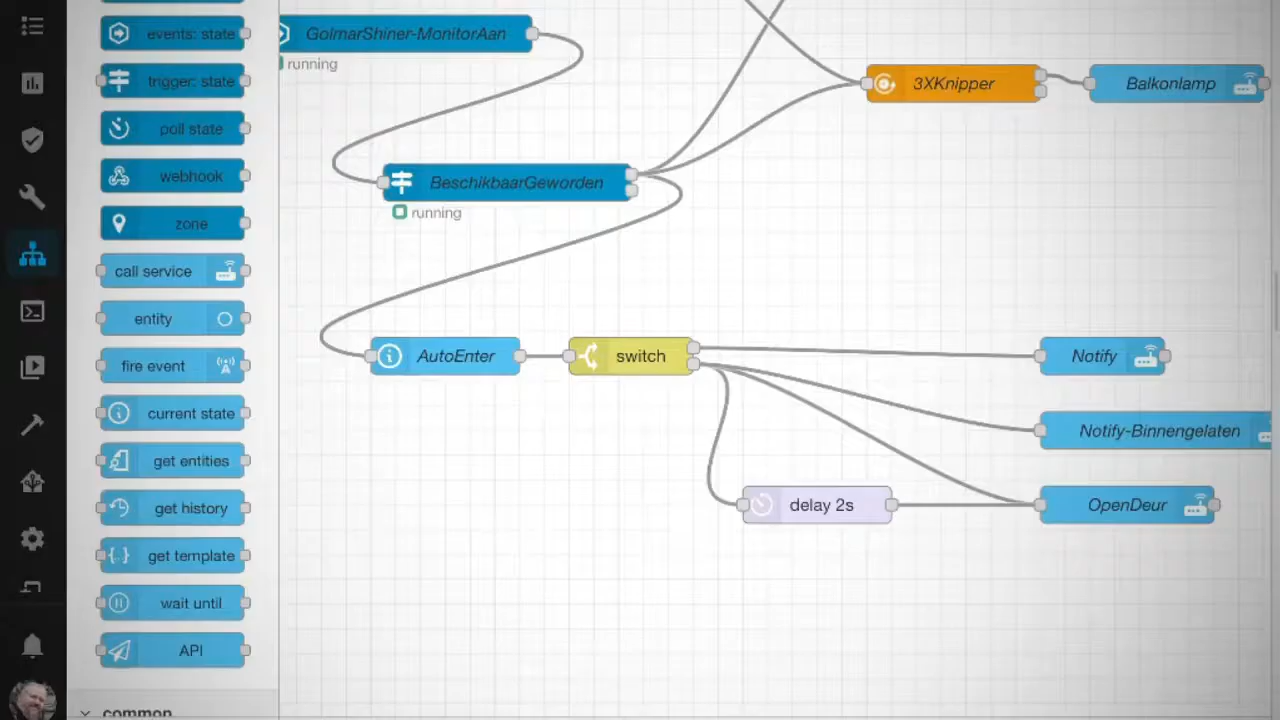 events: state
trigger: state
poll state
webhook
zone
call service
entity
fire event
current state
get entities
get history
get template
wait until
API
common
GolmarShiner-MonitorAan
running
3XKnipper
Balkonlamp
BeschikbaarGeworden
running
AutoEnter
switch
Notify
Notify-Binnengelaten
delay 2s
OpenDeur